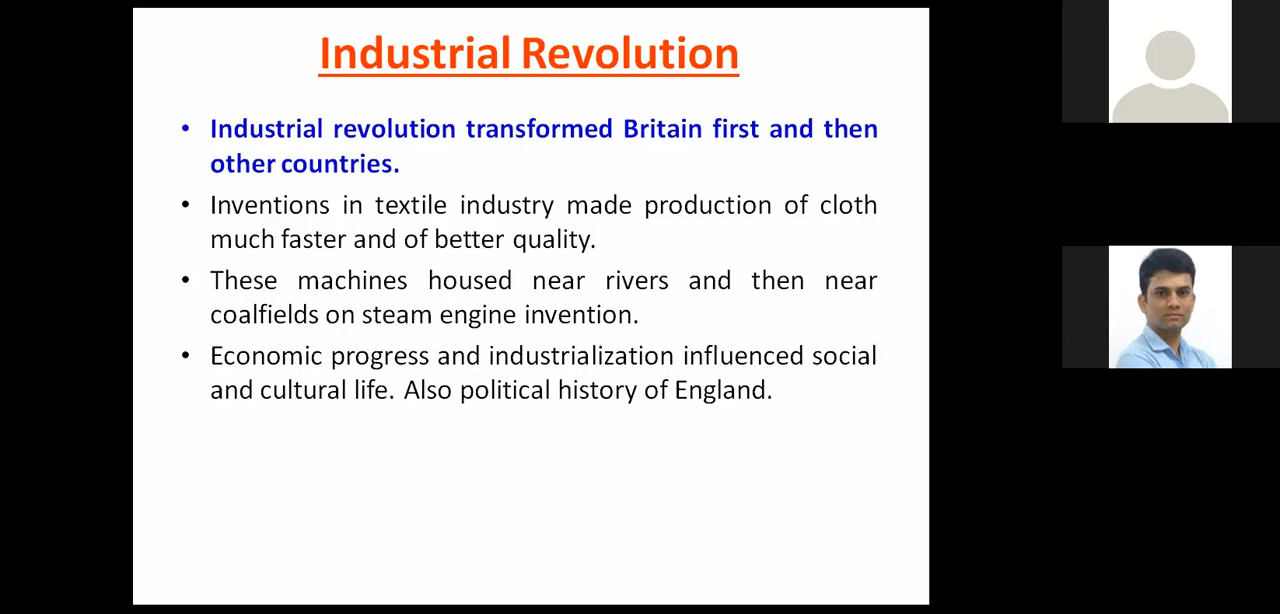 Industrial Revolution
• Industrial revolution transformed Britain first and then
other countries.
• Inventions in textile industry made production of cloth
much faster and of better quality.
• These machines housed near rivers and then near
coalfields on steam engine invention.
• Economic progress and industrialization influenced social
and cultural life. Also political history of England.